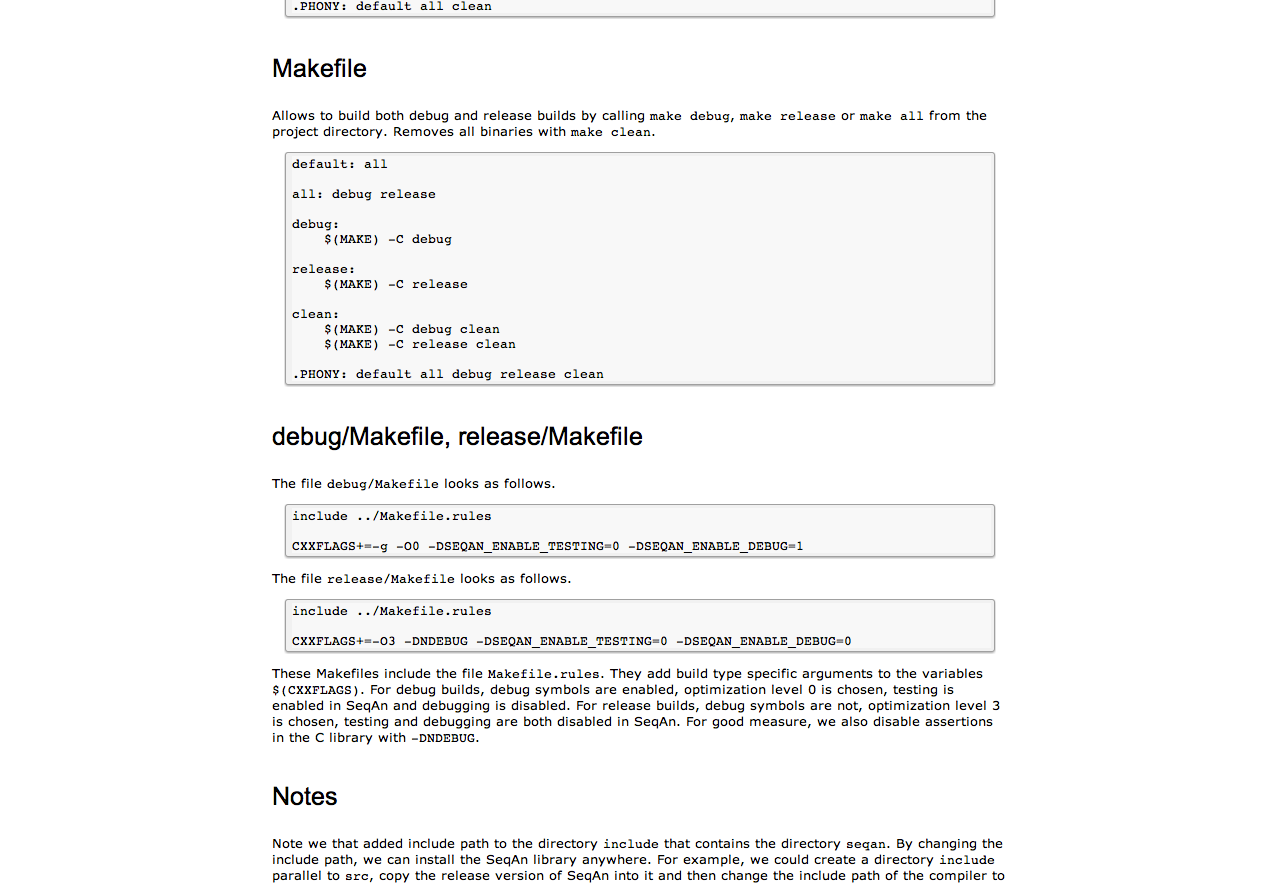 .PHONY: default all clean
Makefile
Allows to build both debug and release builds by calling make debug, make release or make all from the
project directory. Removes all binaries with make clean.
default: all
all: debug release
debug:
$(MAKE) -C debug
release:
$(MAKE) -C release
clean:
$(MAKE) -C debug clean
$(MAKE) -C release clean
.PHONY: default all debug release clean
debug/Makefile, release/Makefile
The file debug/Makefile looks as follows.
include ../Makefile.rules
CXXFLAGS+=-g -O0 -DSEQAN_ENABLE_TESTING=0 -DSEQAN_ENABLE_DEBUG=1
The file release/Makefile looks as follows.
include ../Makefile.rules
CXXFLAGS+=-O3 -DNDEBUG -DSEQAN_ENABLE_TESTING=0 -DSEQAN_ENABLE_DEBUG=0
These Makefiles include the file Makefile.rules. They add build type specific arguments to the variables
$(CXXFLAGS). For debug builds, debug symbols are enabled, optimization level 0 is chosen, testing is
enabled in SeqAn and debugging is disabled. For release builds, debug symbols are not, optimization level 3
is chosen, testing and debugging are both disabled in SeqAn. For good measure, we also disable assertions
in the C library with -DNDEBUG.
Notes
Note we that added include path to the directory include that contains the directory seqan. By changing the
include path, we can install the SeqAn library anywhere. For example, we could create a directory include
parallel to src, copy the release version of SeqAn into it and then change the include path of the compiler to